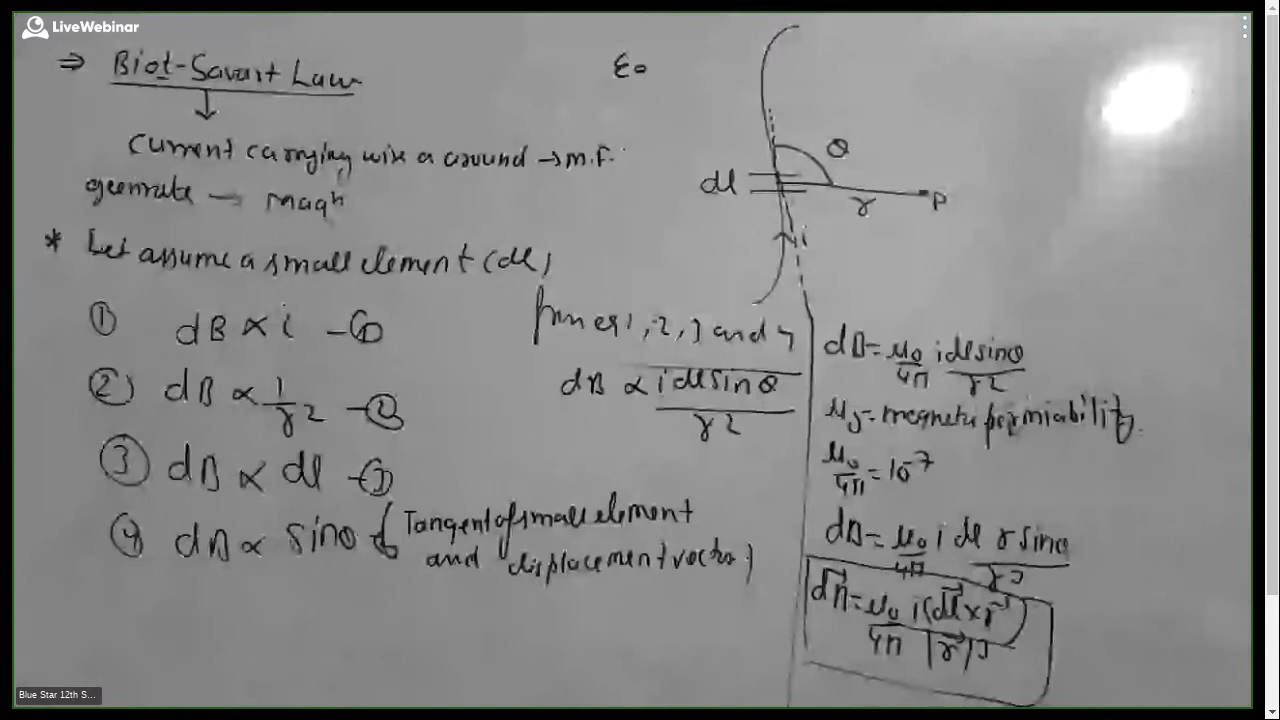 LiveWebinar
⇒ Biot-Savart Law
Current carrying wire a around → m.F.
geenrate → magn
* Let assume a small element (dl)
① dB ∝ i –①
② dB ∝ 1/r² –②
③ dB ∝ dl –③
④ dB ∝ sinθ –④ (Tangent of small element
and displacement vector)
ε₀
θ
dl
r
P
i
from eq 1, 2, 3 and 4
dB ∝ i dl sinθ / r²
dB = μ₀/4π i dl sinθ / r²
μ₀ = magnetic permiability
μ₀/4π = 10⁻⁷
dB = μ₀/4π i dl r sinθ / r³
dB⃗ = μ₀/4π i(dl⃗ × r⃗) / |r⃗|³
Blue Star 12th S...